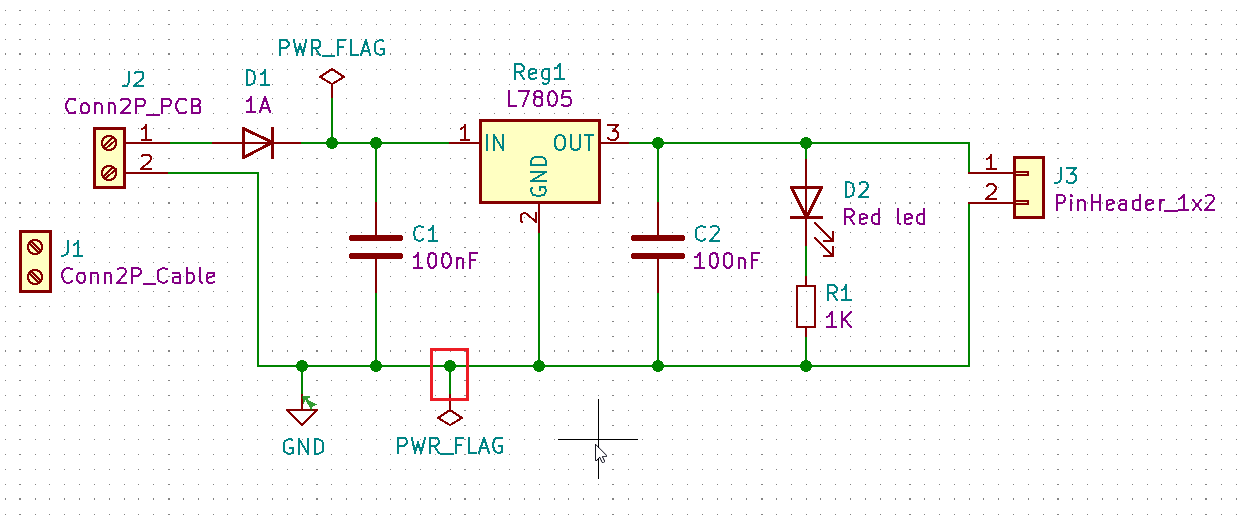 PWR_FLAG
J2
Conn2P_PCB
1
2
D1
1A
Reg1
L7805
1
IN
OUT
3
GND
2
C1
100nF
C2
100nF
D2
Red led
R1
1K
1
2
J3
PinHeader_1x2
J1
Conn2P_Cable
GND
PWR_FLAG